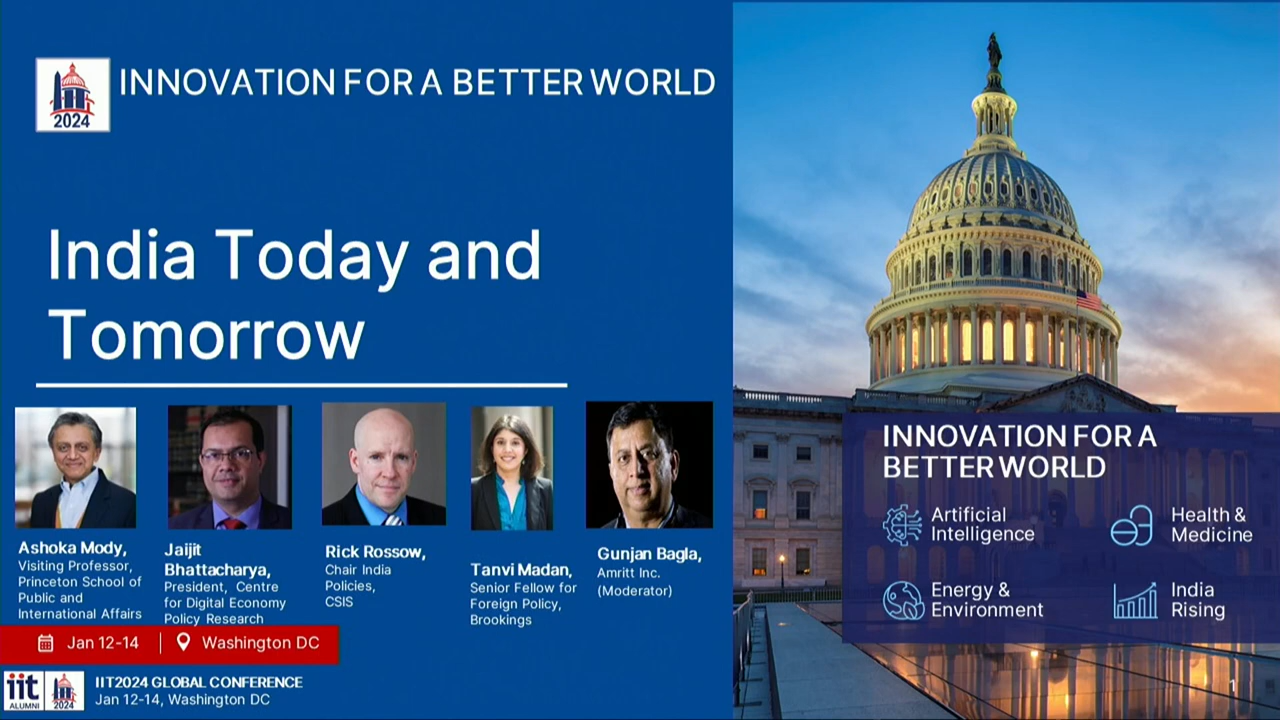 2024
INNOVATION FOR A BETTER WORLD
India Today and
Tomorrow
Ashoka Mody,
Visiting Professor,
Princeton School of
Public and
International Affairs
Jaijit
Bhattacharya,
President, Centre
for Digital Economy
Policy Research
Rick Rossow,
Chair India
Policies,
CSIS
Tanvi Madan,
Senior Fellow for
Foreign Policy,
Brookings
Gunjan Bagla,
Amritt Inc.
(Moderator)
Jan 12-14
Washington DC
iit
ALUMNI
2024
IIT2024 GLOBAL CONFERENCE
Jan 12-14, Washington DC
INNOVATION FOR A
BETTER WORLD
Artificial
Intelligence
Health &
Medicine
Energy &
Environment
India
Rising
1